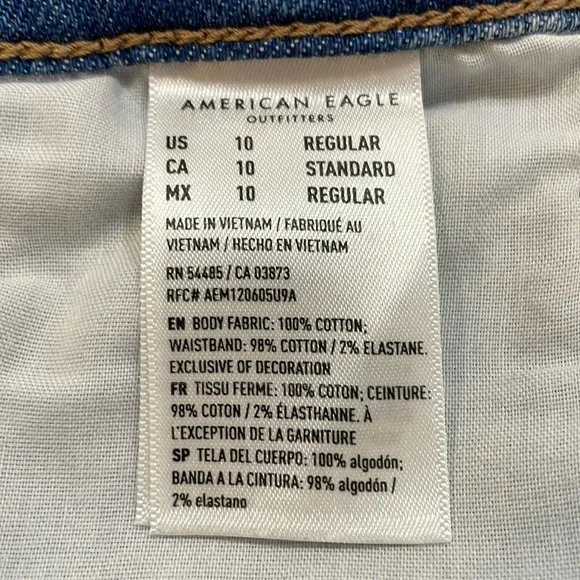 AMERICAN EAGLE
OUTFITTERS
US 10 REGULAR
CA 10 STANDARD
MX 10 REGULAR
MADE IN VIETNAM / FABRIQUÉ AU
VIETNAM / HECHO EN VIETNAM
RN 54485 / CA 03873
RFC# AEM120605U9A
EN BODY FABRIC: 100% COTTON;
WAISTBAND: 98% COTTON / 2% ELASTANE.
EXCLUSIVE OF DECORATION
FR TISSU FERME: 100% COTON; CEINTURE:
98% COTON / 2% ÉLASTHANNE. À
L'EXCEPTION DE LA GARNITURE
SP TELA DEL CUERPO: 100% algodón;
BANDA A LA CINTURA: 98% algodón /
2% elastano